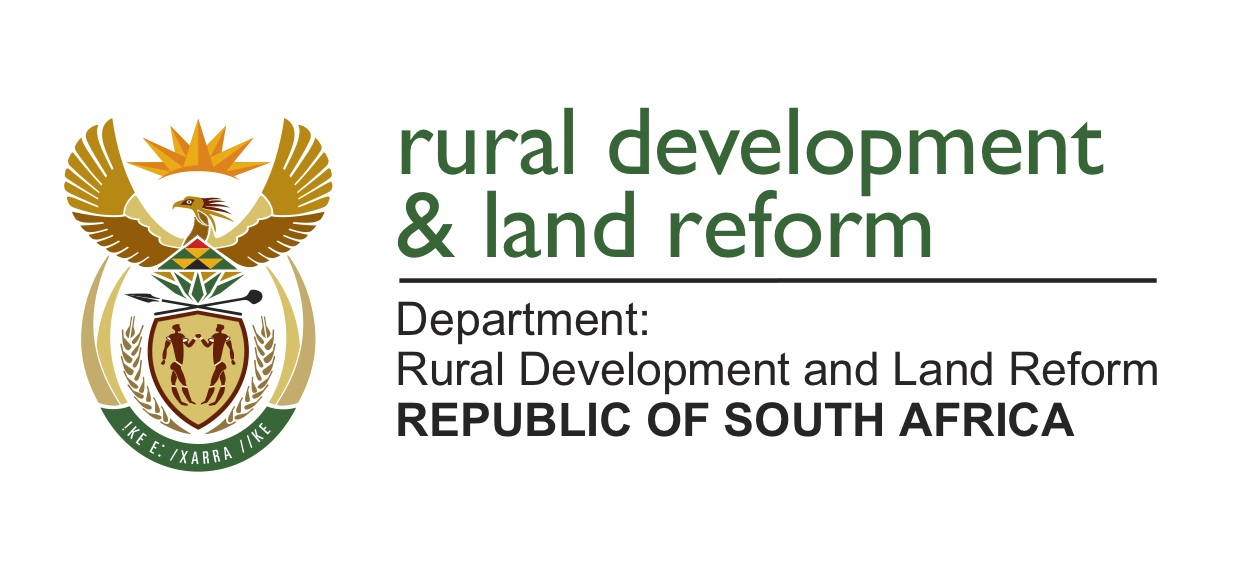 rural development
& land reform
Department:
Rural Development and Land Reform
REPUBLIC OF SOUTH AFRICA
!KE E: /XARRA //KE